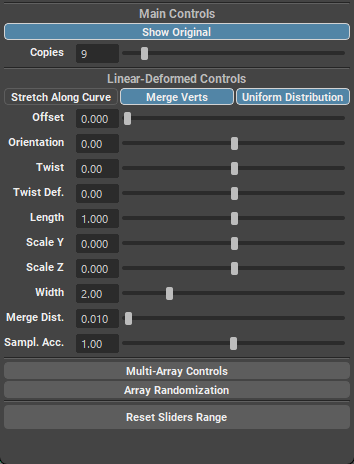 Main Controls
Show Original
Copies 9
Linear-Deformed Controls
Stretch Along Curve Merge Verts Uniform Distribution
Offset 0.000
Orientation 0.00
Twist 0.00
Twist Def. 0.00
Length 1.000
Scale Y 0.000
Scale Z 0.000
Width 2.00
Merge Dist. 0.010
Sampl. Acc. 1.00
Multi-Array Controls
Array Randomization
Reset Sliders Range